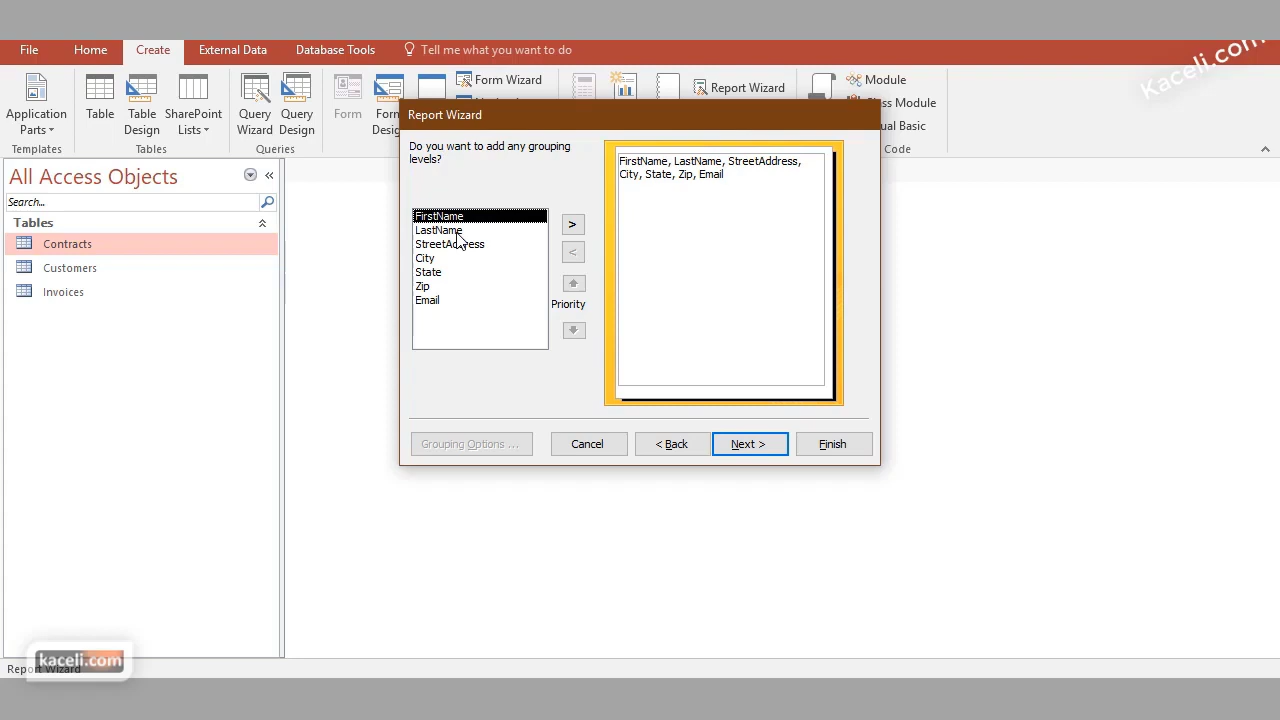 Kaceli.com
File Home Create External Data Database Tools Tell me what you want to do
Application Parts
Table
Table Design
SharePoint Lists
Query Wizard
Query Design
Form
Form Wizard
Report Wizard
Module
Class Module
Templates Tables Queries Code
Report Wizard
Do you want to add any grouping
levels?
FirstName
LastName
StreetAddress
City
State
Zip
Email
>
<
Priority
FirstName, LastName, StreetAddress,
City, State, Zip, Email
Grouping Options ... Cancel < Back Next > Finish
All Access Objects «
Search...
Tables
Contracts
Customers
Invoices
kaceli.com
Report Wizard